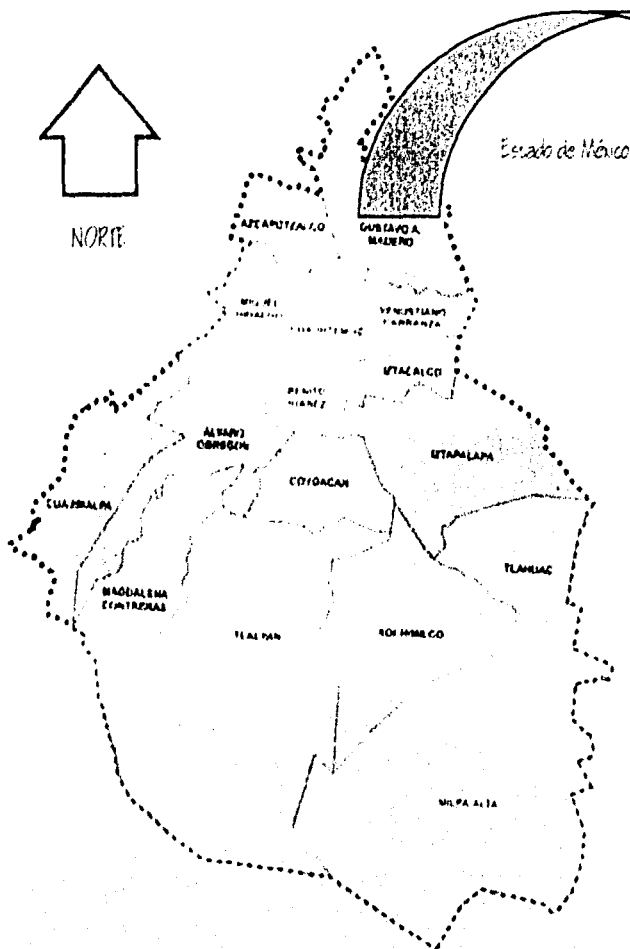 Estado de México
NORTE
AZCAPOTZALCO
GUSTAVO A.
MADERO
MIGUEL
HIDALGO
CUAUHTEMOC
VENUSTIANO
CARRANZA
IZTACALCO
BENITO
JUAREZ
ALVARO
OBREGON
IZTAPALAPA
COYOACAN
CUAJIMALPA
TLAHUAC
MAGDALENA
CONTRERAS
TLALPAN
XOCHIMILCO
MILPA ALTA